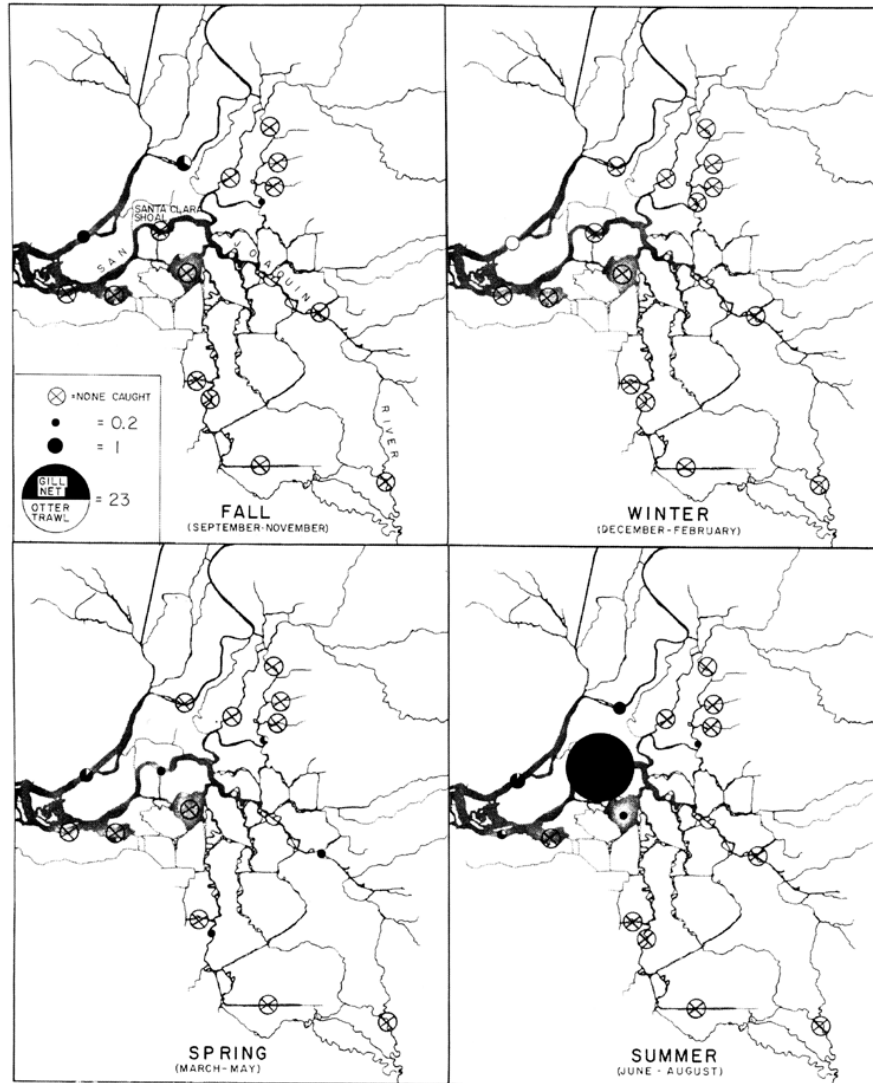 SANTA CLARA
SHOAL
SAN
JOAQUIN
RIVER
= NONE CAUGHT
= 0.2
= 1
GILL
NET
OTTER
TRAWL
= 23
FALL
(SEPTEMBER-NOVEMBER)
WINTER
(DECEMBER-FEBRUARY)
SPRING
(MARCH-MAY)
SUMMER
(JUNE - AUGUST)